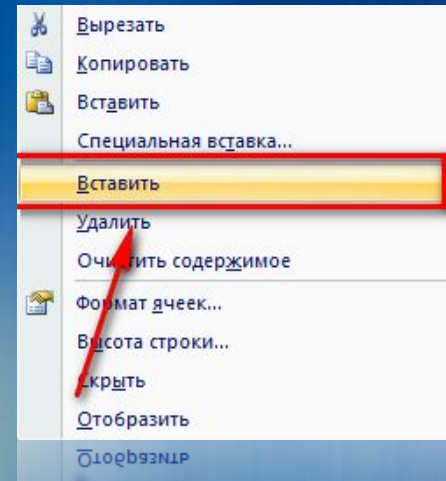 Вырезать
Копировать
Вставить
Специальная вставка...
Вставить
Удалить
Очистить содержимое
Формат ячеек...
Высота строки...
Скрыть
Отобразить